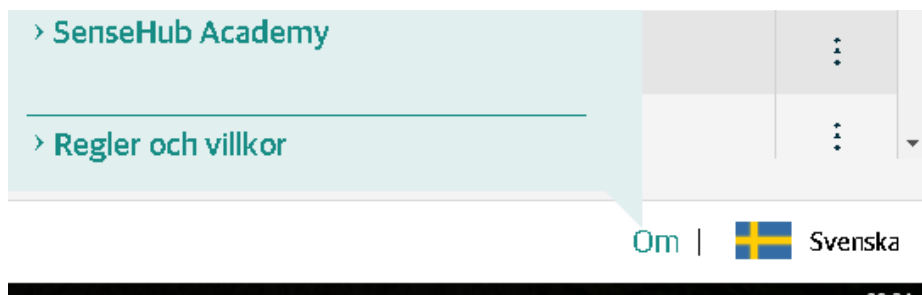 › SenseHub Academy
› Regler och villkor
Om | Svenska